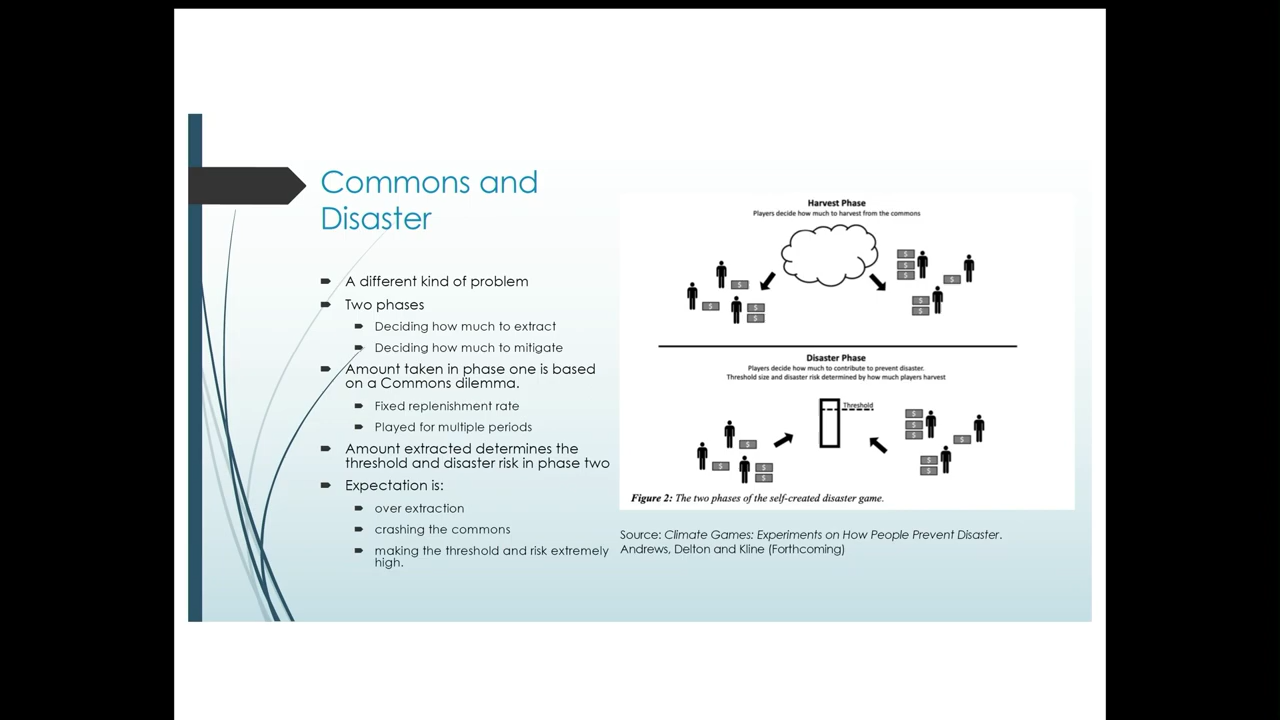 Commons and
Disaster
A different kind of problem
Two phases
Deciding how much to extract
Deciding how much to mitigate
Amount taken in phase one is based
on a Commons dilemma.
Fixed replenishment rate
Played for multiple periods
Amount extracted determines the
threshold and disaster risk in phase two
Expectation is:
over extraction
crashing the commons
making the threshold and risk extremely
high.
Harvest Phase
Players decide how much to harvest from the commons
$
$
$
$
$
$
$
$
$
$
$
Disaster Phase
Players decide how much to contribute to prevent disaster.
Threshold size and disaster risk determined by how much players harvest
Threshold
$
$
$
$
$
$
$
$
$
$
Figure 2: The two phases of the self-created disaster game.
Source: Climate Games: Experiments on How People Prevent Disaster.
Andrews, Delton and Kline (Forthcoming)